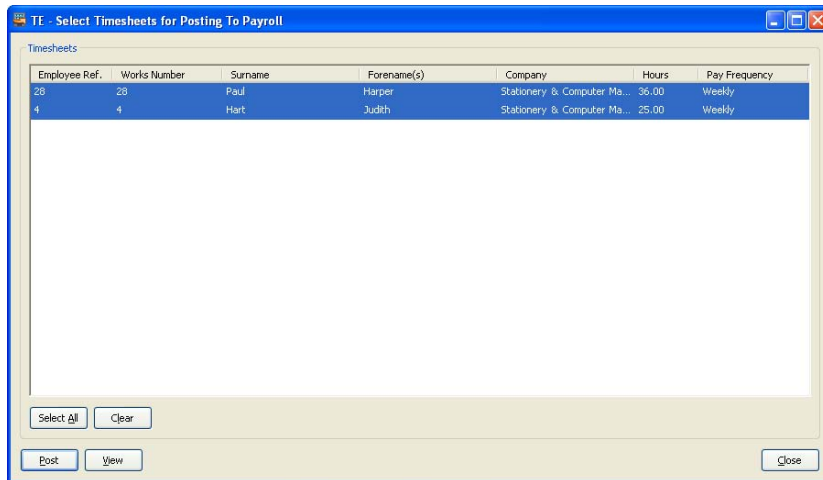 TE - Select Timesheets for Posting To Payroll
Timesheets
Employee Ref. Works Number Surname Forename(s) Company Hours Pay Frequency
28 28 Paul Harper Stationery & Computer Ma... 36.00 Weekly
4 4 Hart Judith Stationery & Computer Ma... 25.00 Weekly
Select All Clear
Post View Close